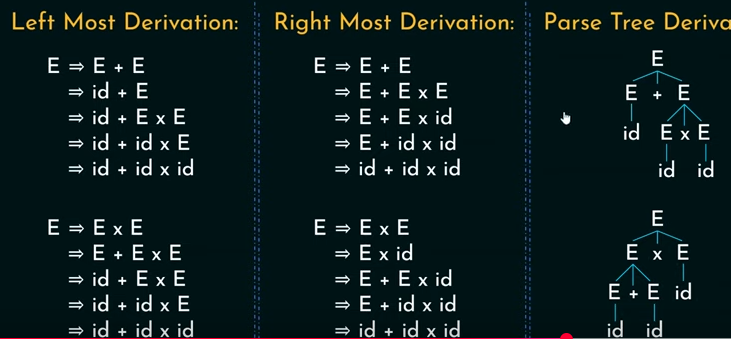 Left Most Derivation:
E ⇒ E + E
⇒ id + E
⇒ id + E x E
⇒ id + id x E
⇒ id + id x id
E ⇒ E x E
⇒ E + E x E
⇒ id + E x E
⇒ id + id x E
⇒ id + id x id
Right Most Derivation:
E ⇒ E + E
⇒ E + E x E
⇒ E + E x id
⇒ E + id x id
⇒ id + id x id
E ⇒ E x E
⇒ E x id
⇒ E + E x id
⇒ E + id x id
⇒ id + id x id
Parse Tree Deriva
E
E + E
id E x E
id id
E
E x E
E + E id
id id